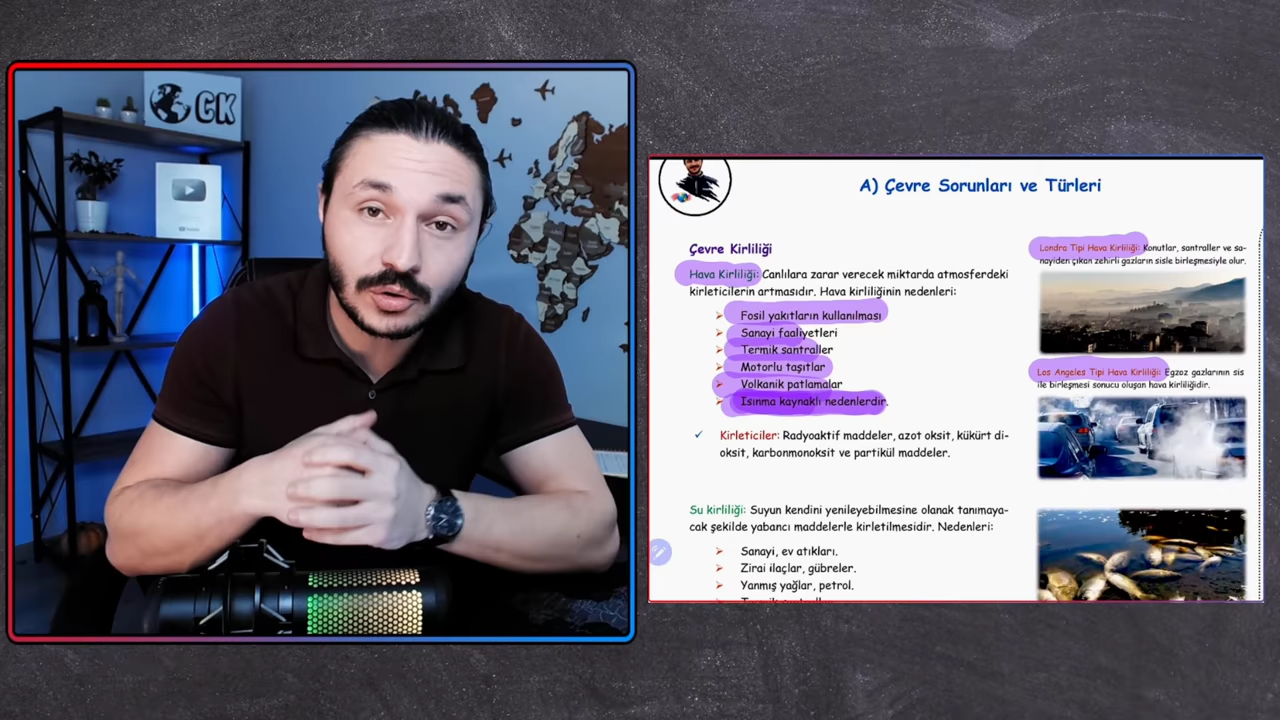 CK
A) Çevre Sorunları ve Türleri
Çevre Kirliliği
Hava Kirliliği: Canlılara zarar verecek miktarda atmosferdeki
kirleticilerin artmasıdır. Hava kirliliğinin nedenleri:
Fosil yakıtların kullanılması
Sanayi faaliyetleri
Termik santraller
Motorlu taşıtlar
Volkanik patlamalar
Isınma kaynaklı nedenlerdir.
Kirleticiler: Radyoaktif maddeler, azot oksit, kükürt di-
oksit, karbonmonoksit ve partikül maddeler.
Su kirliliği: Suyun kendini yenileyebilmesine olanak tanımaya-
cak şekilde yabancı maddelerle kirletilmesidir. Nedenleri:
Sanayi, ev atıkları.
Zirai ilaçlar, gübreler.
Yanmış yağlar, petrol.
Londra Tipi Hava Kirliliği: Konutlar, santraller ve sa-
nayiden çıkan zehirli gazların sisle birleşmesiyle olur.
Los Angeles Tipi Hava Kirliliği: Egzoz gazlarının sis
ile birleşmesi sonucu oluşan hava kirliliğidir.